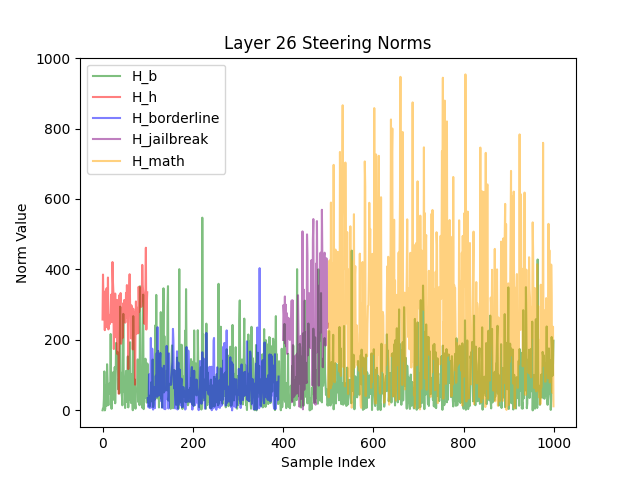 Layer 26 Steering Norms
H_b
H_h
H_borderline
H_jailbreak
H_math
Norm Value
1000
800
600
400
200
0
0 200 400 600 800 1000
Sample Index